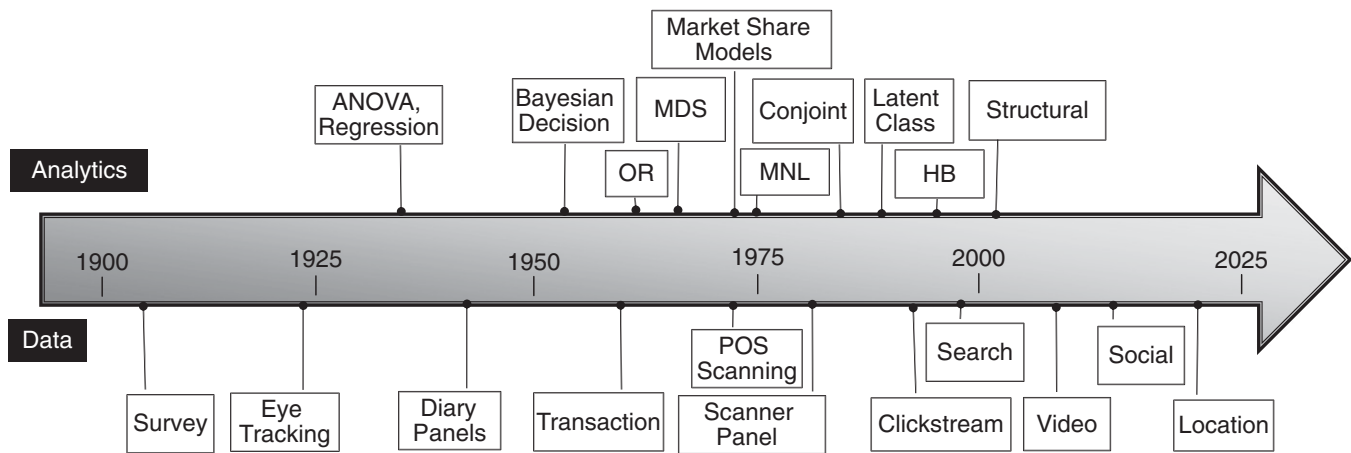 Market Share
Models
ANOVA,
Regression
Bayesian
Decision
MDS
Conjoint
Latent
Class
Structural
Analytics
OR
MNL
HB
1900
1925
1950
1975
2000
2025
Data
POS
Scanning
Search
Social
Survey
Eye
Tracking
Diary
Panels
Transaction
Scanner
Panel
Clickstream
Video
Location